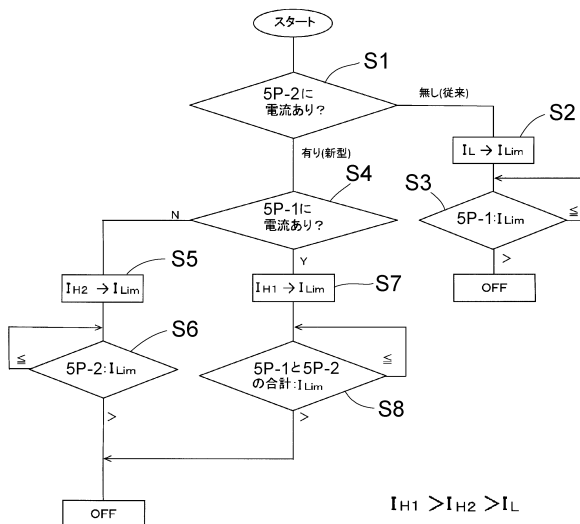 スタート
S1
5P-2に
電流あり?
無し(従来)
S2
IL → ILim
有り(新型)
S4
S3
5P-1に
電流あり?
5P-1:ILim
≦
N
Y
>
S5
S7
OFF
IH2 → ILim
IH1 → ILim
S6
≦
5P-2:ILim
5P-1と5P-2
の合計:ILim
≦
S8
>
>
OFF
IH1 >IH2 >IL